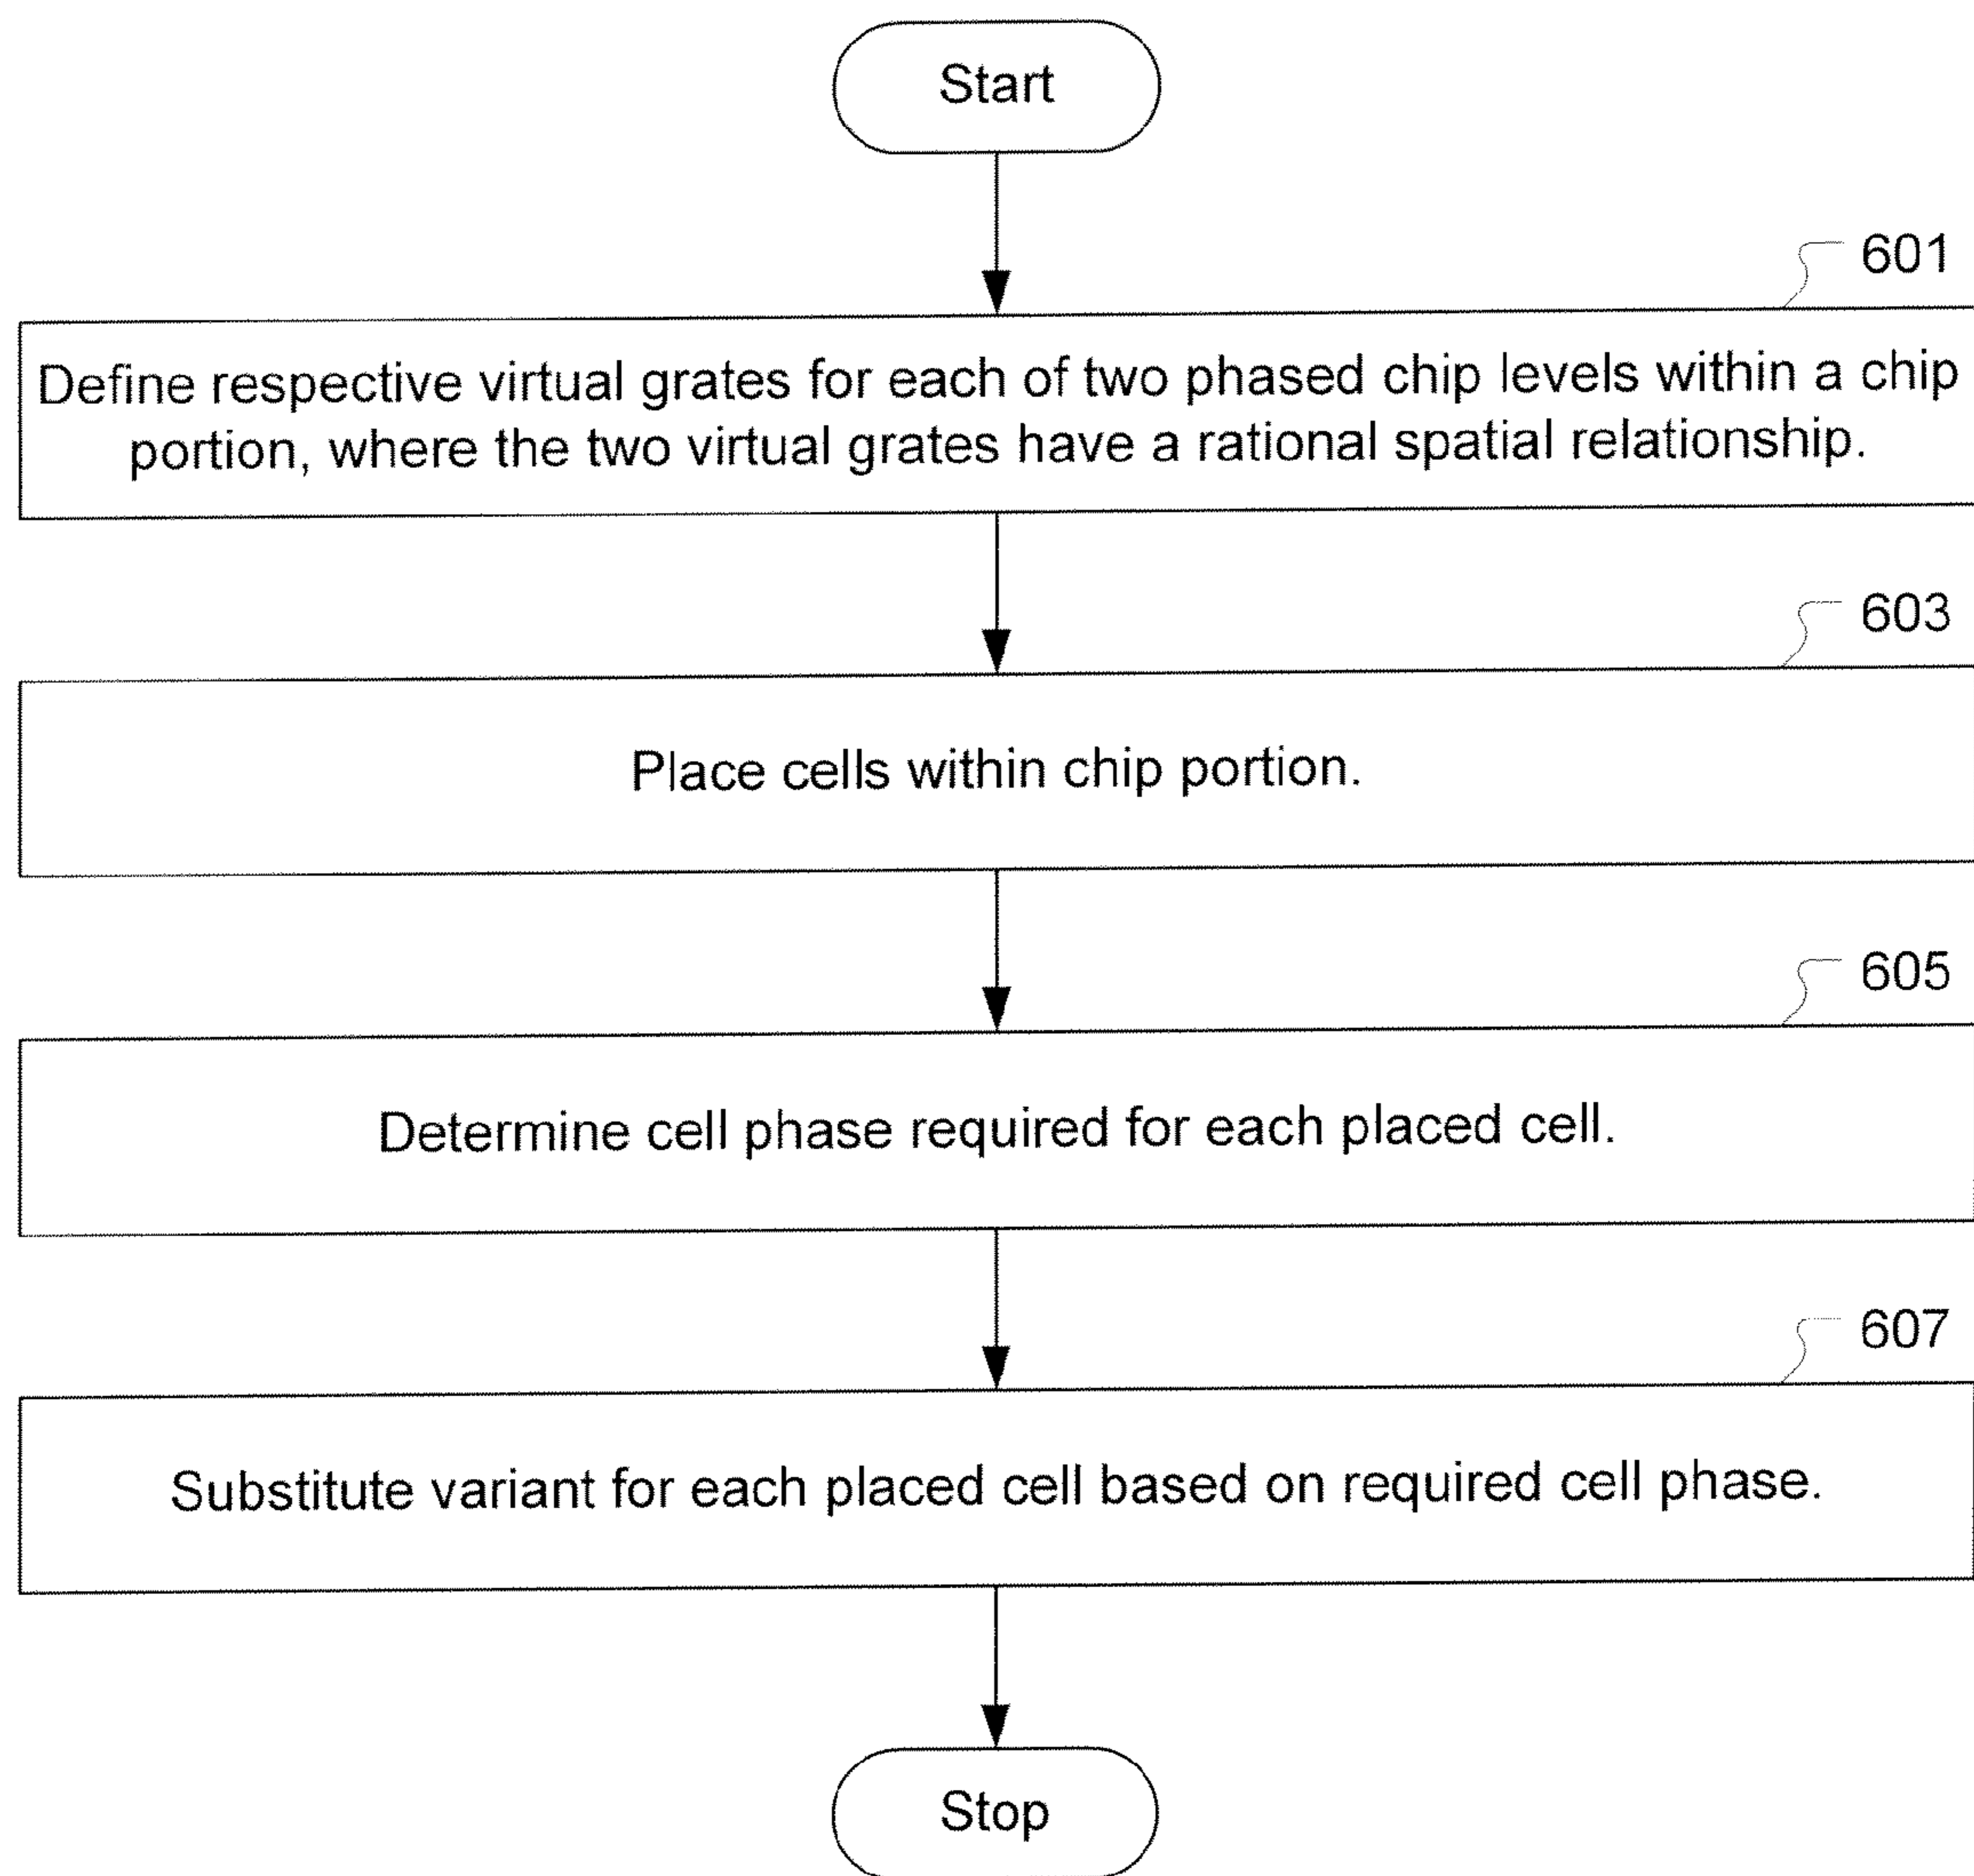 Start
601
Define respective virtual grates for each of two phased chip levels within a chip
portion, where the two virtual grates have a rational spatial relationship.
603
Place cells within chip portion.
605
Determine cell phase required for each placed cell.
607
Substitute variant for each placed cell based on required cell phase.
Stop